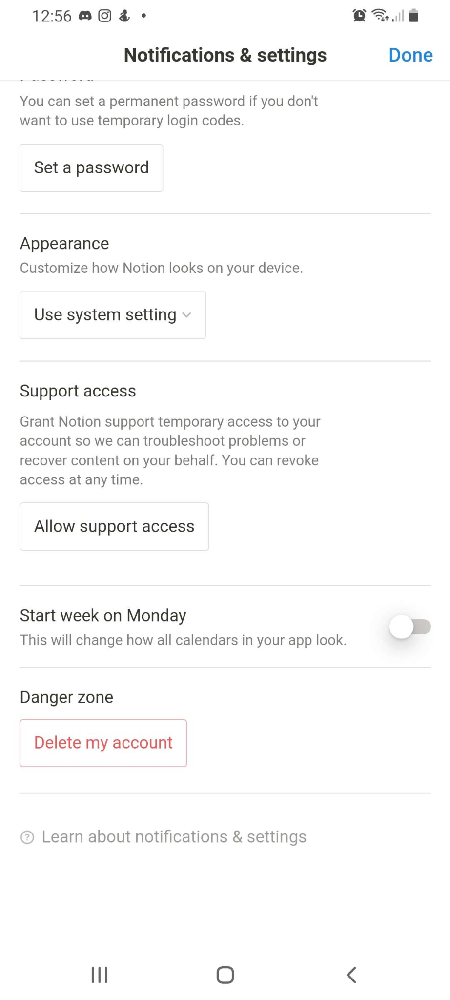 12:56
Notifications & settings
Done
You can set a permanent password if you don't
want to use temporary login codes.
Set a password
Appearance
Customize how Notion looks on your device.
Use system setting
Support access
Grant Notion support temporary access to your
account so we can troubleshoot problems or
recover content on your behalf. You can revoke
access at any time.
Allow support access
Start week on Monday
This will change how all calendars in your app look.
Danger zone
Delete my account
Learn about notifications & settings